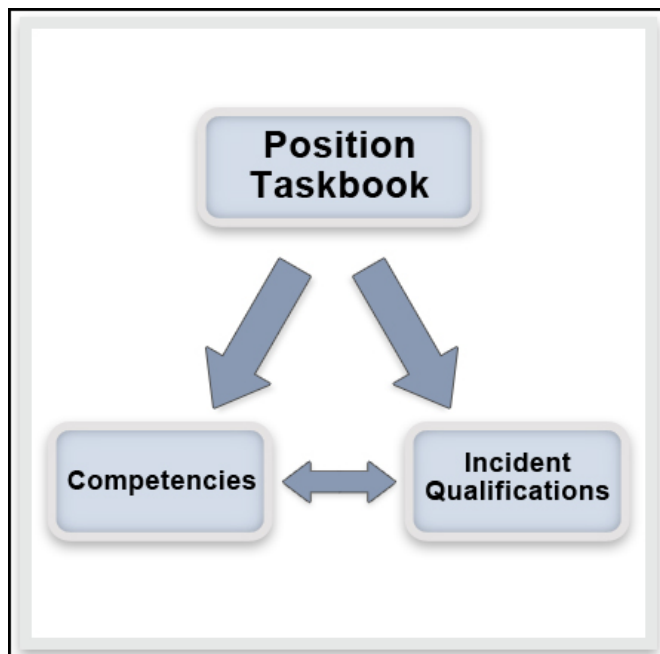 Position
Taskbook
Competencies
Incident
Qualifications